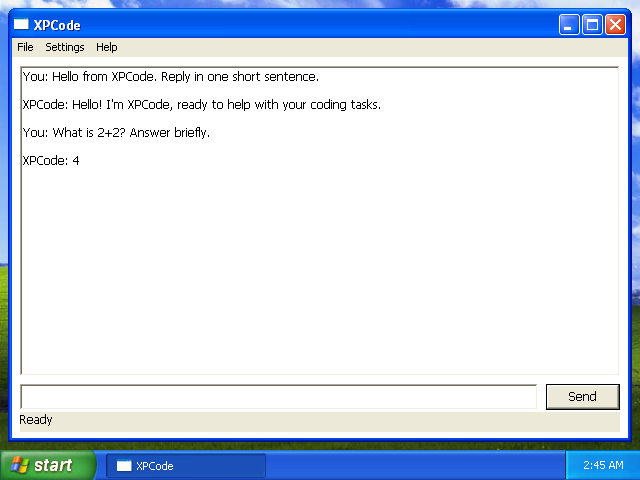 XPCode
File Settings Help
You: Hello from XPCode. Reply in one short sentence.
XPCode: Hello! I'm XPCode, ready to help with your coding tasks.
You: What is 2+2? Answer briefly.
XPCode: 4
Send
Ready
start XPCode 2:45 AM